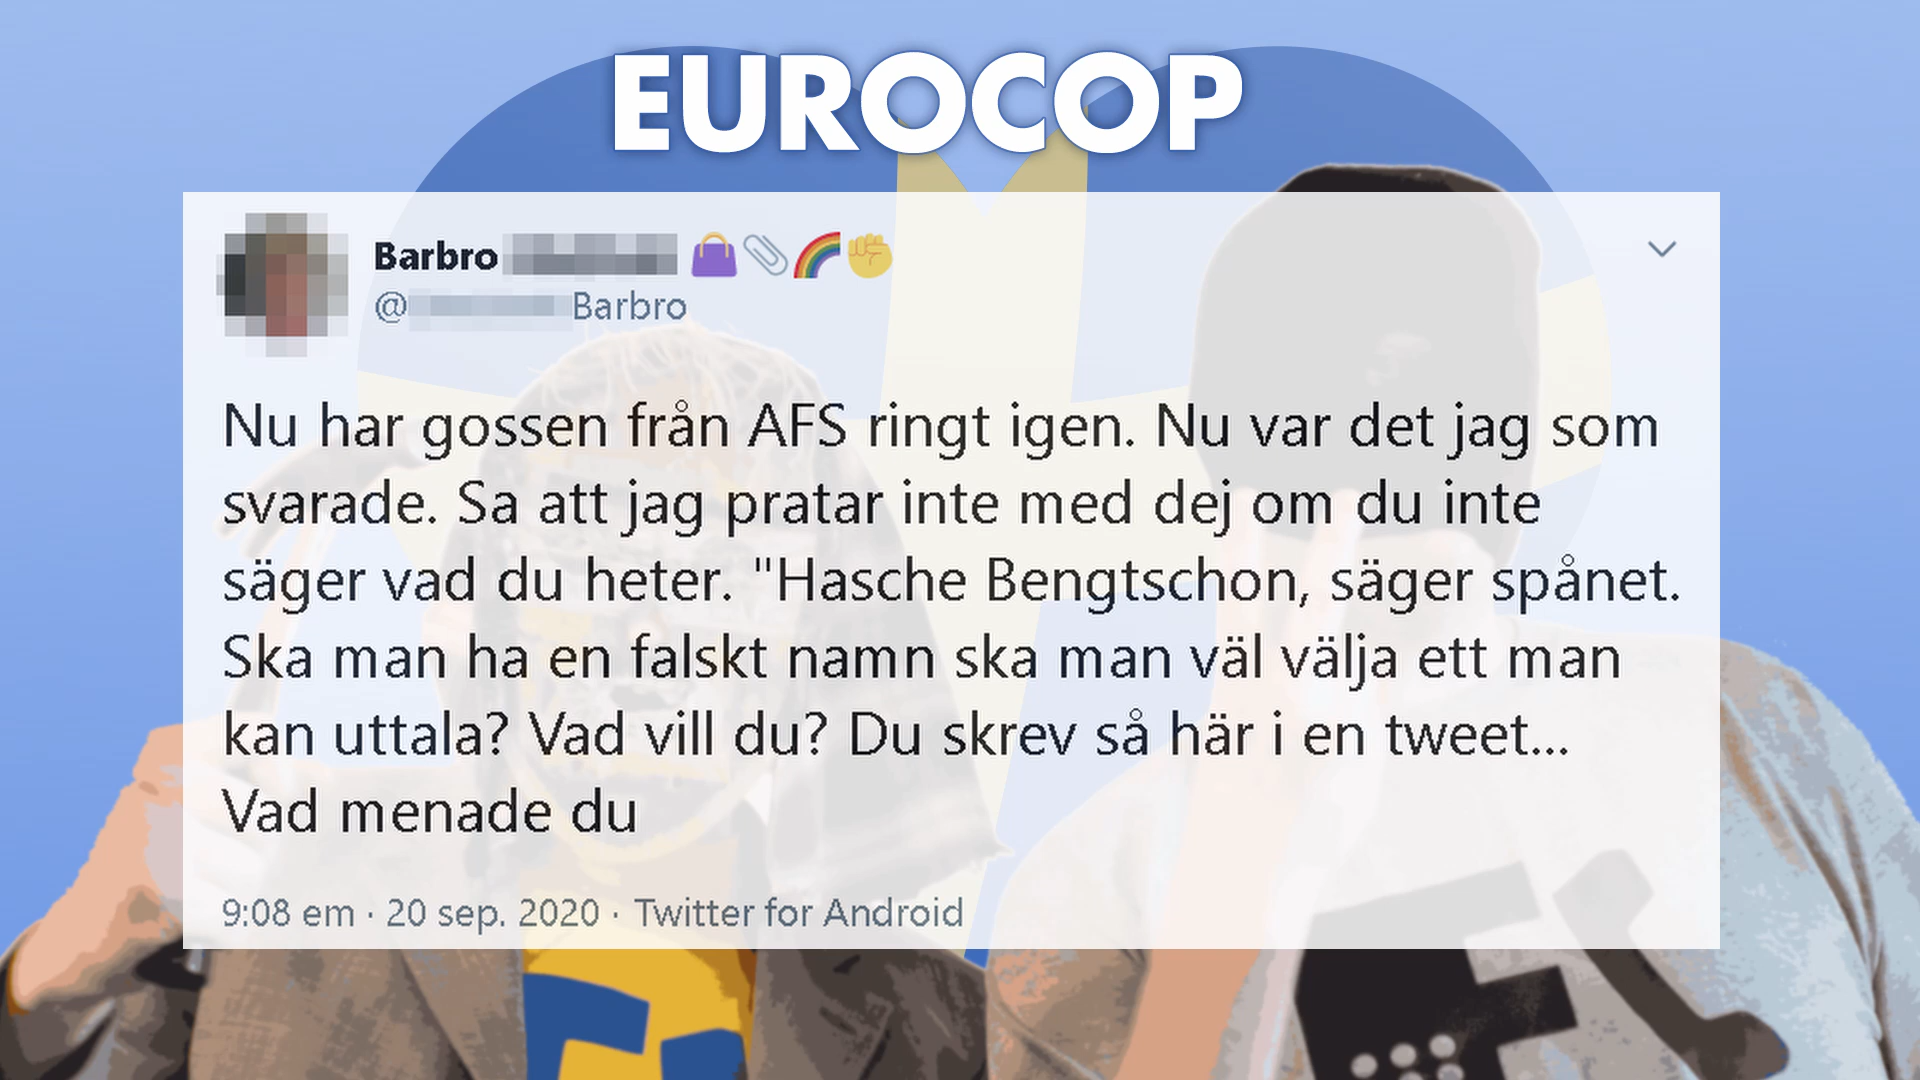 EUROCOP
Barbro 👜📎🌈✊
@ Barbro
Nu har gossen från AFS ringt igen. Nu var det jag som
svarade. Sa att jag pratar inte med dej om du inte
säger vad du heter. "Hasche Bengtschon, säger spånet.
Ska man ha en falskt namn ska man väl välja ett man
kan uttala? Vad vill du? Du skrev så här i en tweet...
Vad menade du
9:08 em · 20 sep. 2020 · Twitter for Android